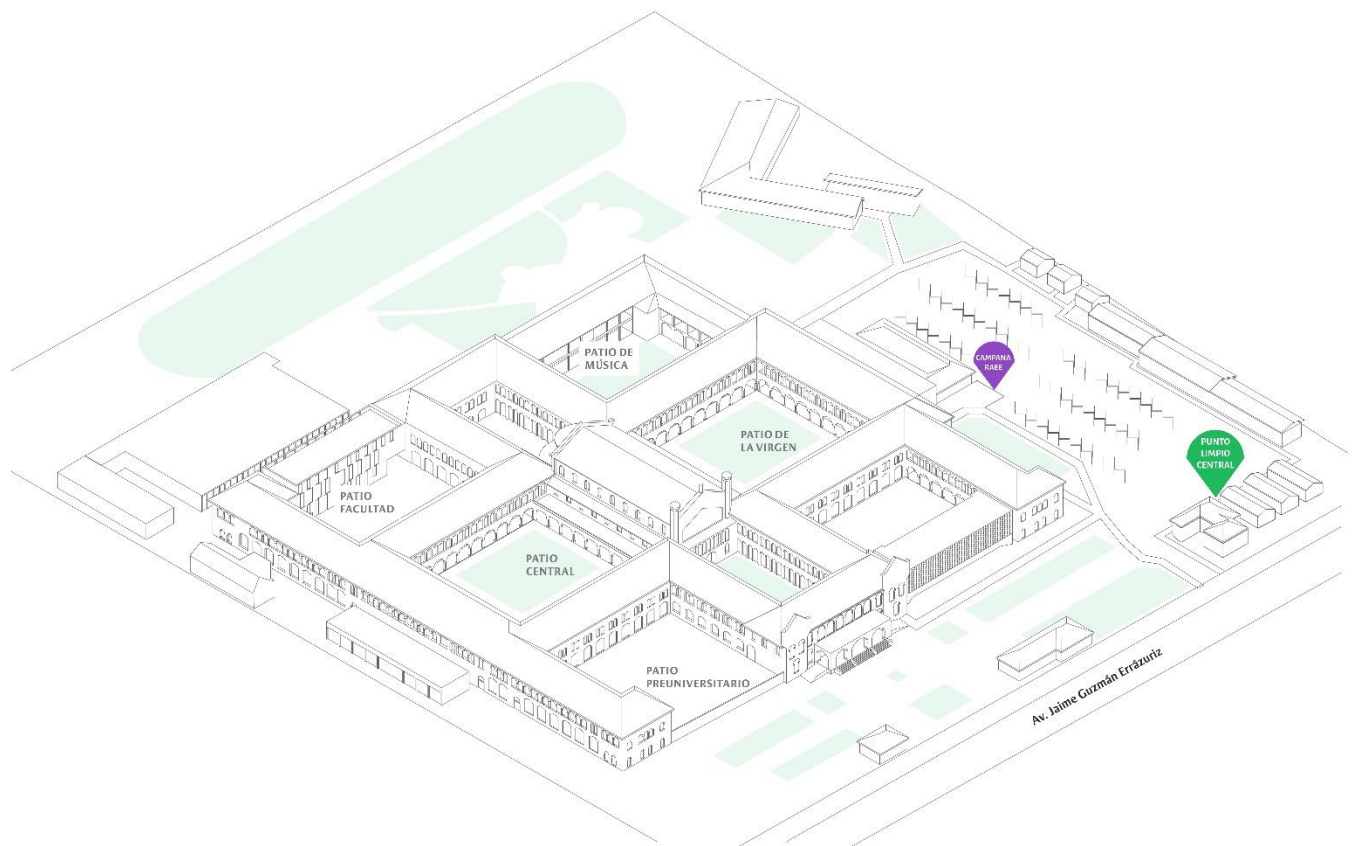 PATIO DE
MÚSICA
CAMPANA
RAEE
PATIO DE
LA VIRGEN
PUNTO
LIMPIO
CENTRAL
PATIO
FACULTAD
PATIO
CENTRAL
PATIO
PREUNIVERSITARIO
Av. Jaime Guzmán Errázuriz